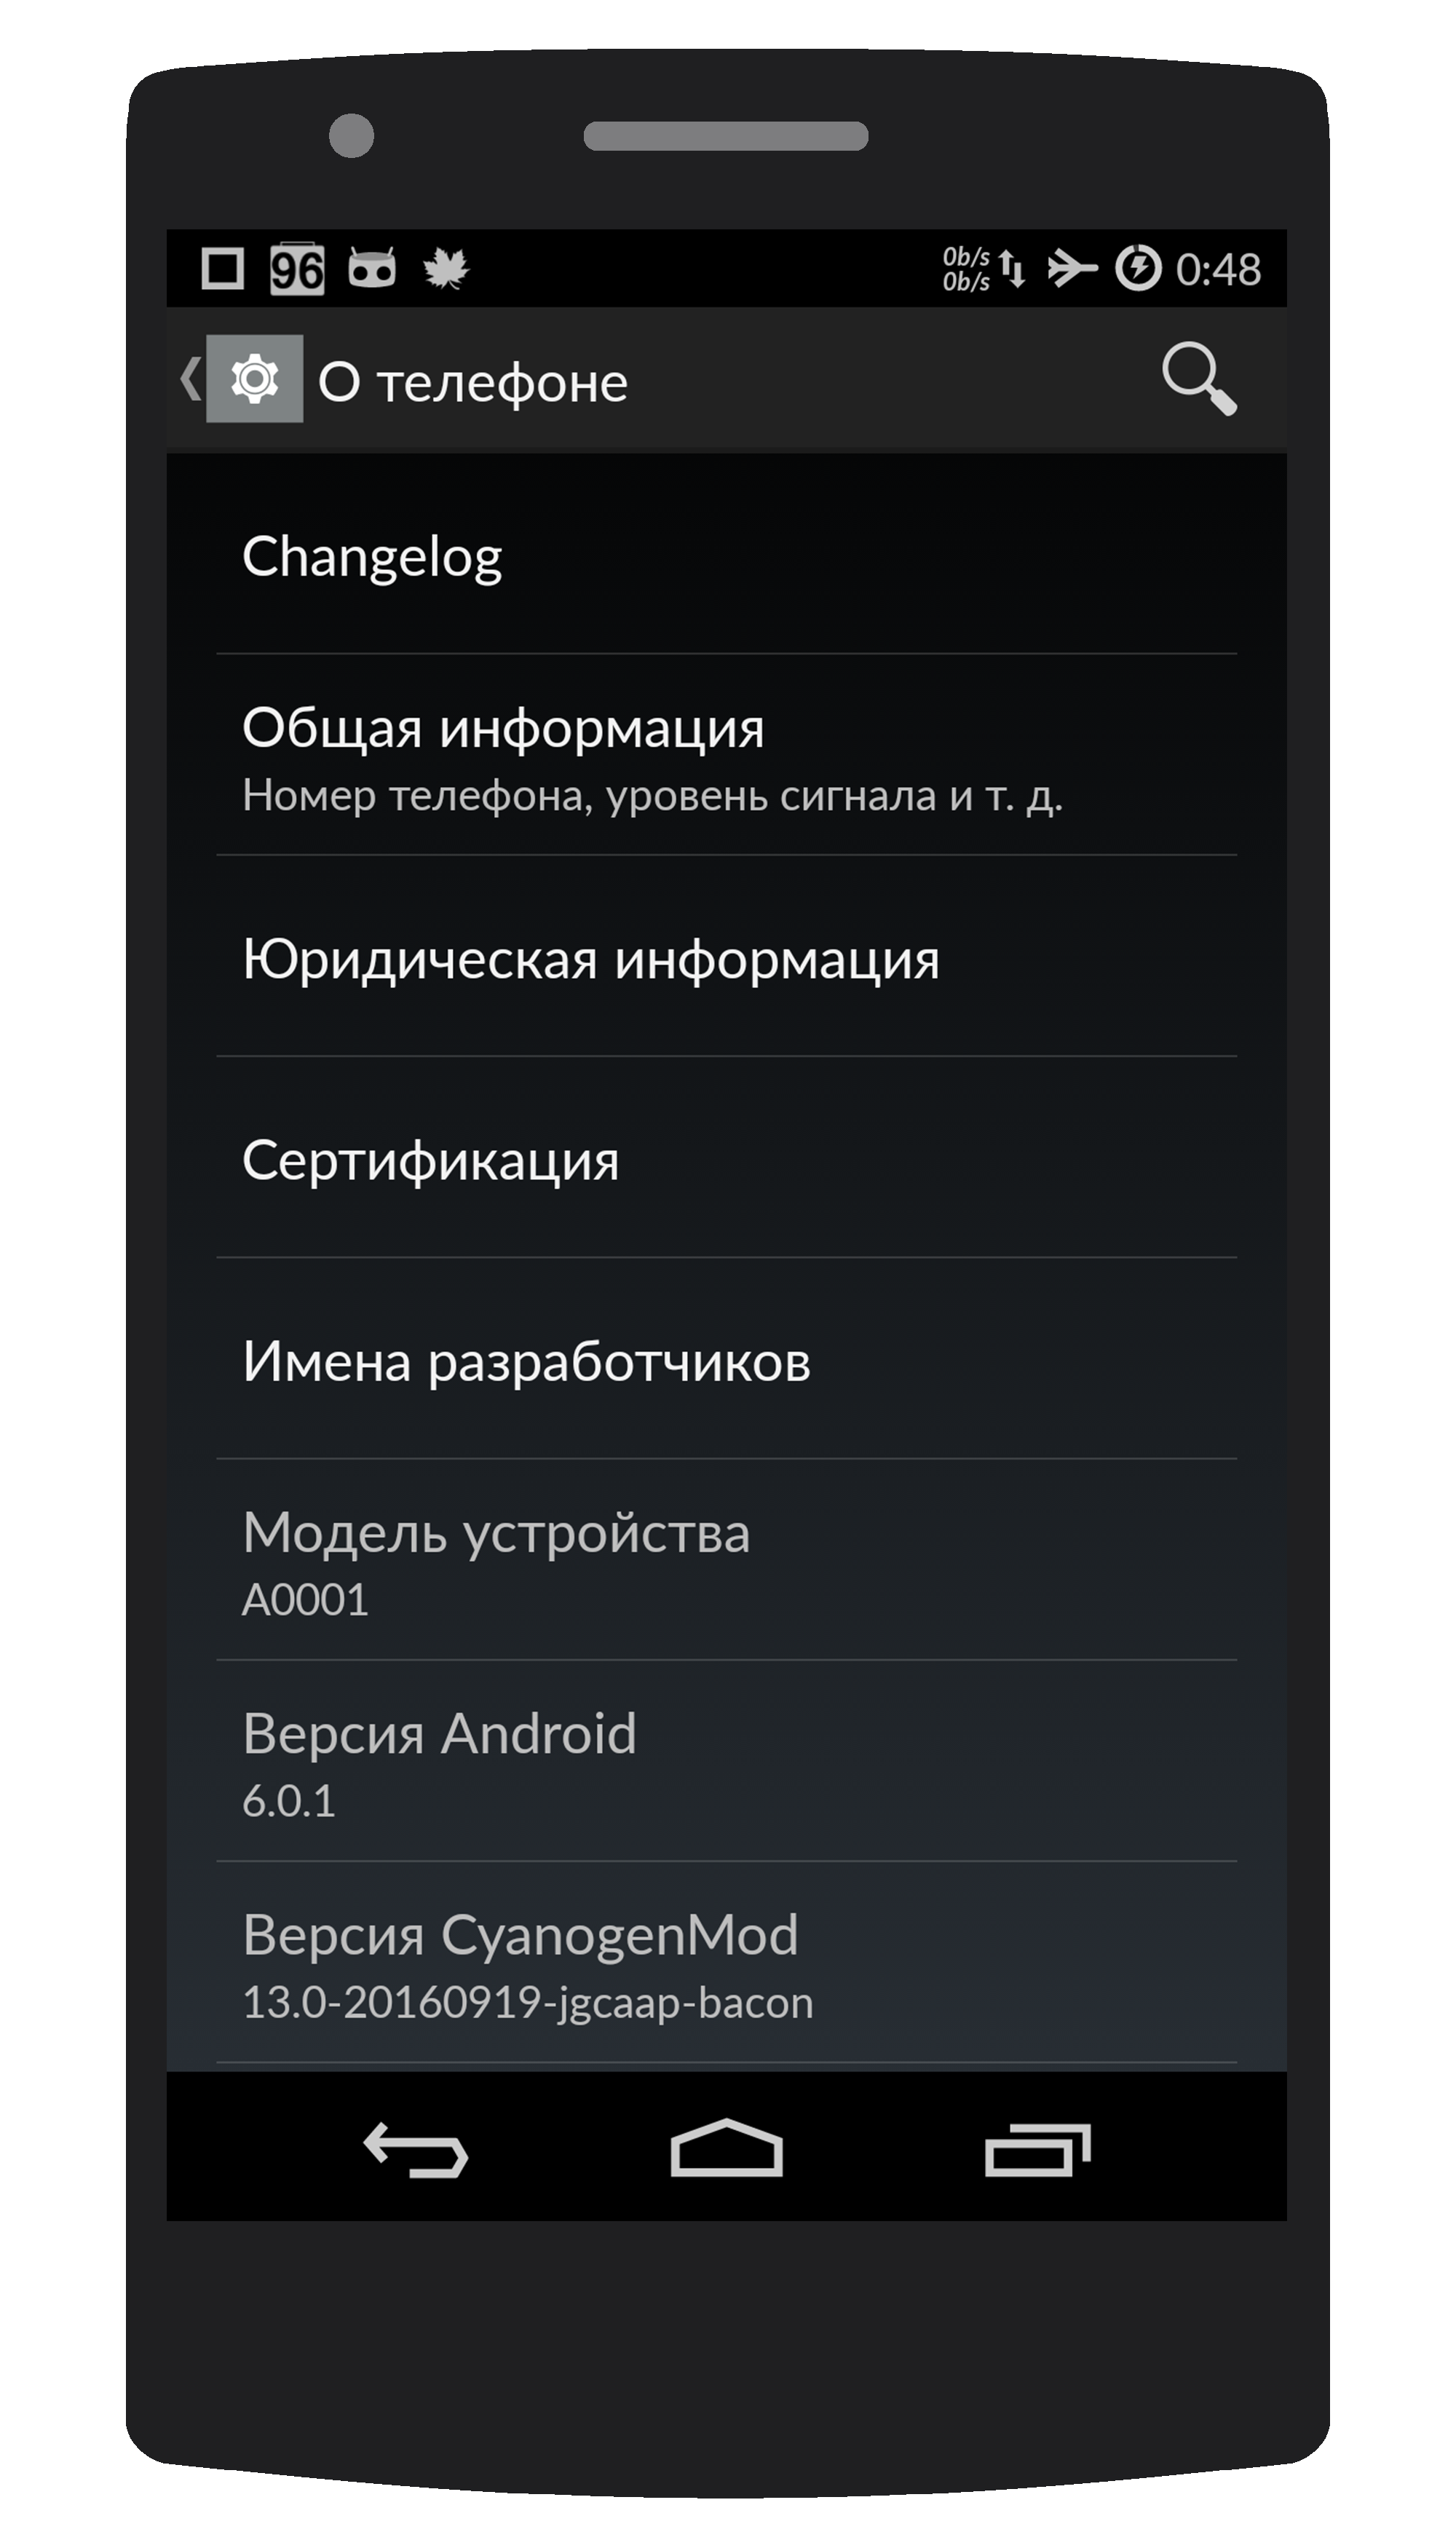 96
0b/s
0b/s
0:48
О телефоне
Changelog
Общая информация
Номер телефона, уровень сигнала и т. д.
Юридическая информация
Сертификация
Имена разработчиков
Модель устройства
A0001
Версия Android
6.0.1
Версия CyanogenMod
13.0-20160919-jgcaap-bacon